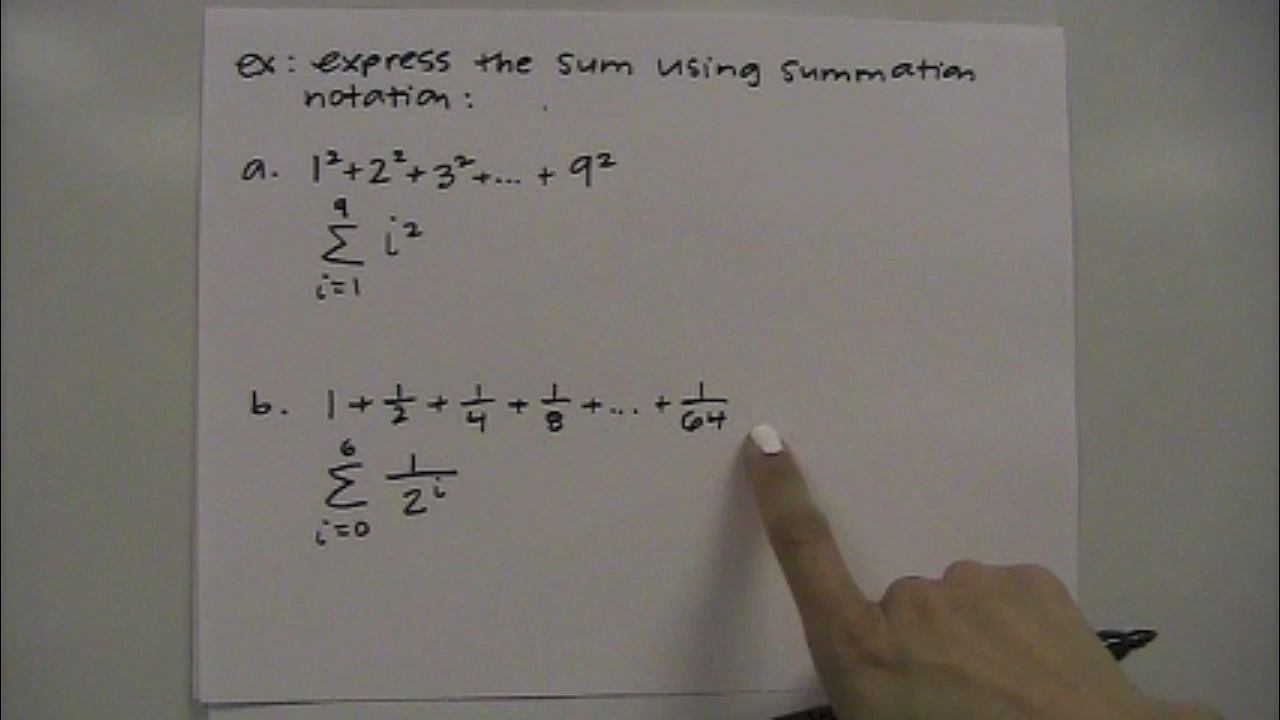 ex: express the sum using summation
notation:
a. 1² + 2² + 3² + ... + 9²
9
∑ i²
i=1
b. 1 + 1/2 + 1/4 + 1/8 + ... + 1/64
6
∑ 1/2ⁱ
i=0